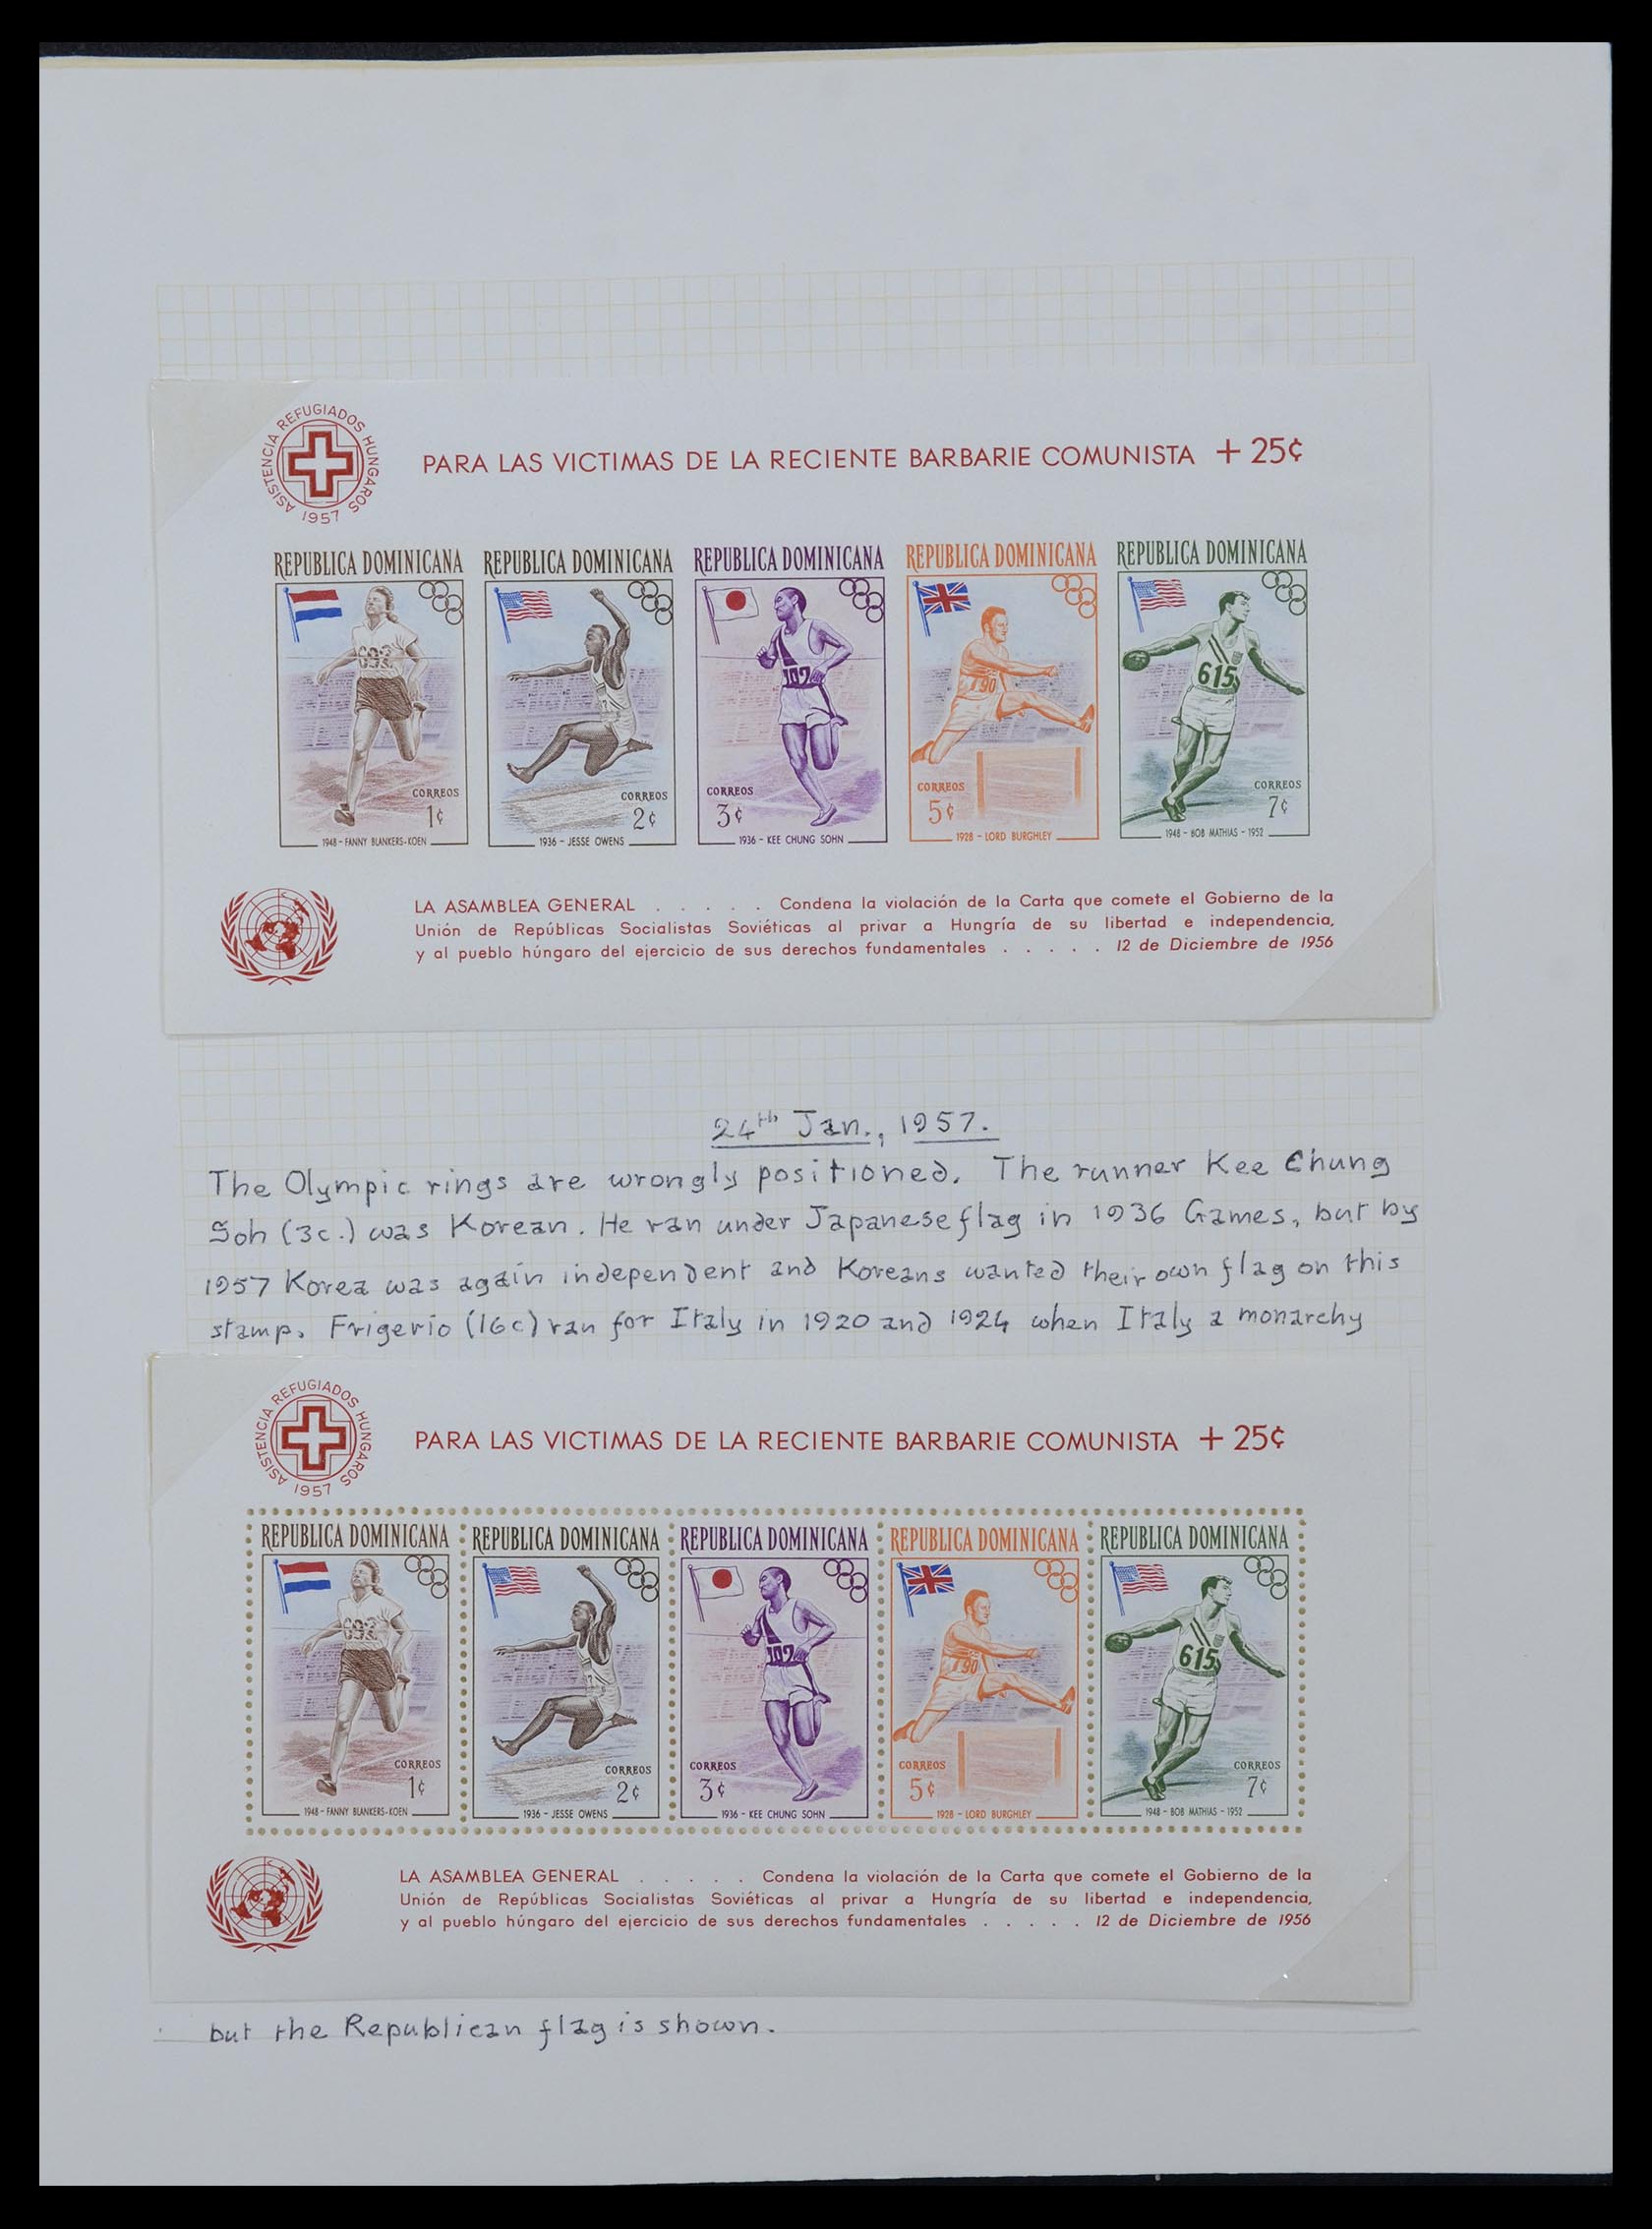 ASISTENCIA REFUGIADOS HUNGAROS
1957
PARA LAS VICTIMAS DE LA RECIENTE BARBARIE COMUNISTA + 25¢
REPUBLICA DOMINICANA REPUBLICA DOMINICANA REPUBLICA DOMINICANA REPUBLICA DOMINICANA REPUBLICA DOMINICANA
692 102 90 615
CORREOS CORREOS CORREOS CORREOS CORREOS
1¢ 2¢ 3¢ 5¢ 7¢
1948 - FANNY BLANKERS-KOEN 1936 - JESSE OWENS 1936 - KEE CHUNG SOHN 1928 - LORD BURGHLEY 1948 - BOB MATHIAS - 1952
LA ASAMBLEA GENERAL . . . . . Condena la violación de la Carta que comete el Gobierno de la
Unión de Repúblicas Socialistas Soviéticas al privar a Hungría de su libertad e independencia,
y al pueblo húngaro del ejercicio de sus derechos fundamentales . . . . . 12 de Diciembre de 1956
24th Jan., 1957.
The Olympic rings are wrongly positioned. The runner Kee Chung
Soh (3c.) was Korean. He ran under Japanese flag in 1936 Games, but by
1957 Korea was again independent and Koreans wanted their own flag on this
stamp. Frigerio (16c) ran for Italy in 1920 and 1924 when Italy a monarchy
ASISTENCIA REFUGIADOS HUNGAROS
1957
PARA LAS VICTIMAS DE LA RECIENTE BARBARIE COMUNISTA + 25¢
REPUBLICA DOMINICANA REPUBLICA DOMINICANA REPUBLICA DOMINICANA REPUBLICA DOMINICANA REPUBLICA DOMINICANA
692 102 90 615
CORREOS CORREOS CORREOS CORREOS CORREOS
1¢ 2¢ 3¢ 5¢ 7¢
1948 - FANNY BLANKERS-KOEN 1936 - JESSE OWENS 1936 - KEE CHUNG SOHN 1928 - LORD BURGHLEY 1948 - BOB MATHIAS - 1952
LA ASAMBLEA GENERAL . . . . . Condena la violación de la Carta que comete el Gobierno de la
Unión de Repúblicas Socialistas Soviéticas al privar a Hungría de su libertad e independencia,
y al pueblo húngaro del ejercicio de sus derechos fundamentales . . . . . 12 de Diciembre de 1956
but the Republican flag is shown.